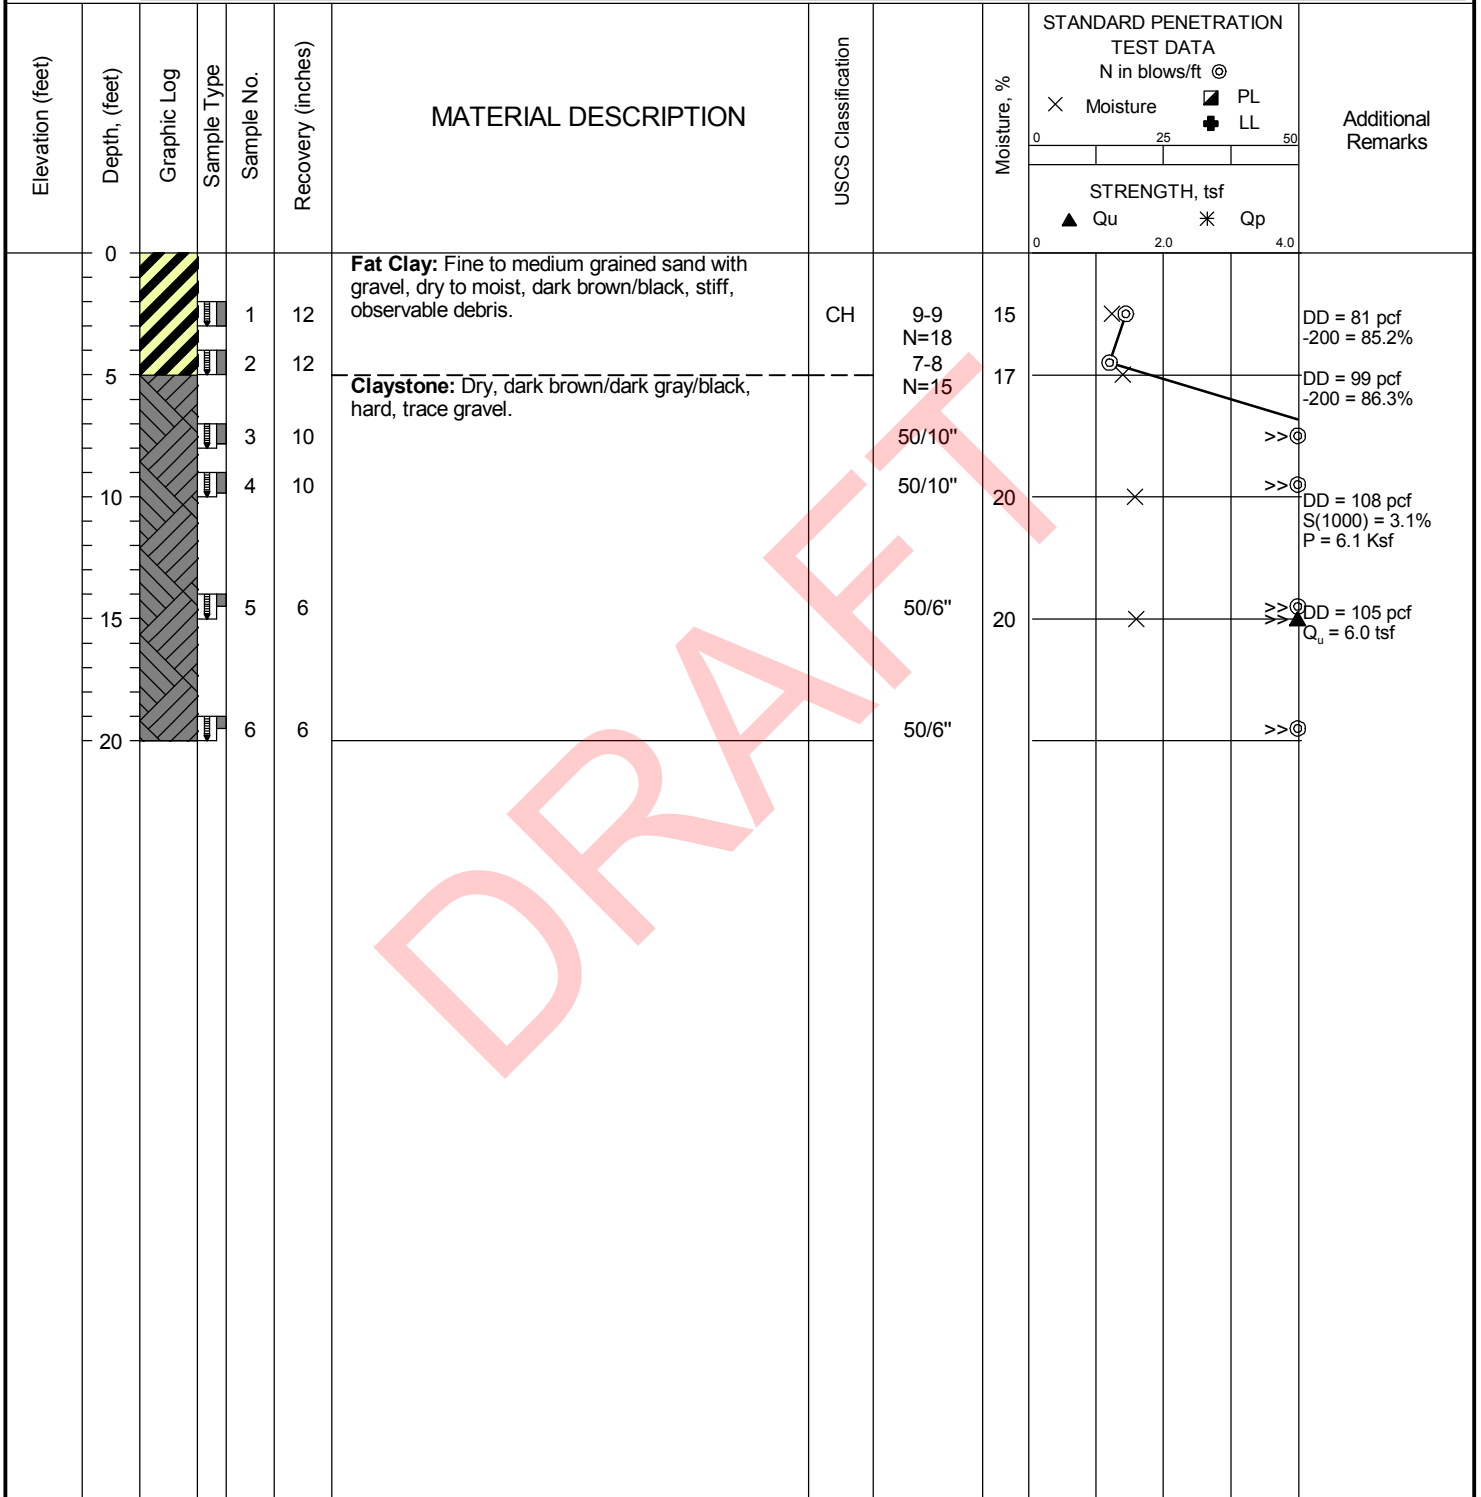 Elevation (feet)
Depth, (feet)
Graphic Log
Sample Type
Sample No.
Recovery (inches)
MATERIAL DESCRIPTION
USCS Classification
Moisture, %
STANDARD PENETRATION
TEST DATA
N in blows/ft
Moisture
PL
LL
0 25 50
STRENGTH, tsf
Qu Qp
0 2.0 4.0
Additional
Remarks
0
Fat Clay: Fine to medium grained sand with
gravel, dry to moist, dark brown/black, stiff,
observable debris.
1 12 CH 9-9 15
N=18
DD = 81 pcf
-200 = 85.2%
2 12 7-8
N=15
5
17
Claystone: Dry, dark brown/dark gray/black,
hard, trace gravel.
DD = 99 pcf
-200 = 86.3%
3 10 50/10" >>
4 10 50/10" >>
10
20
DD = 108 pcf
S(1000) = 3.1%
P = 6.1 Ksf
5 6 50/6" >>
15
20 >>
DD = 105 pcf
Qu = 6.0 tsf
6 6 50/6" >>
20
DRAFT